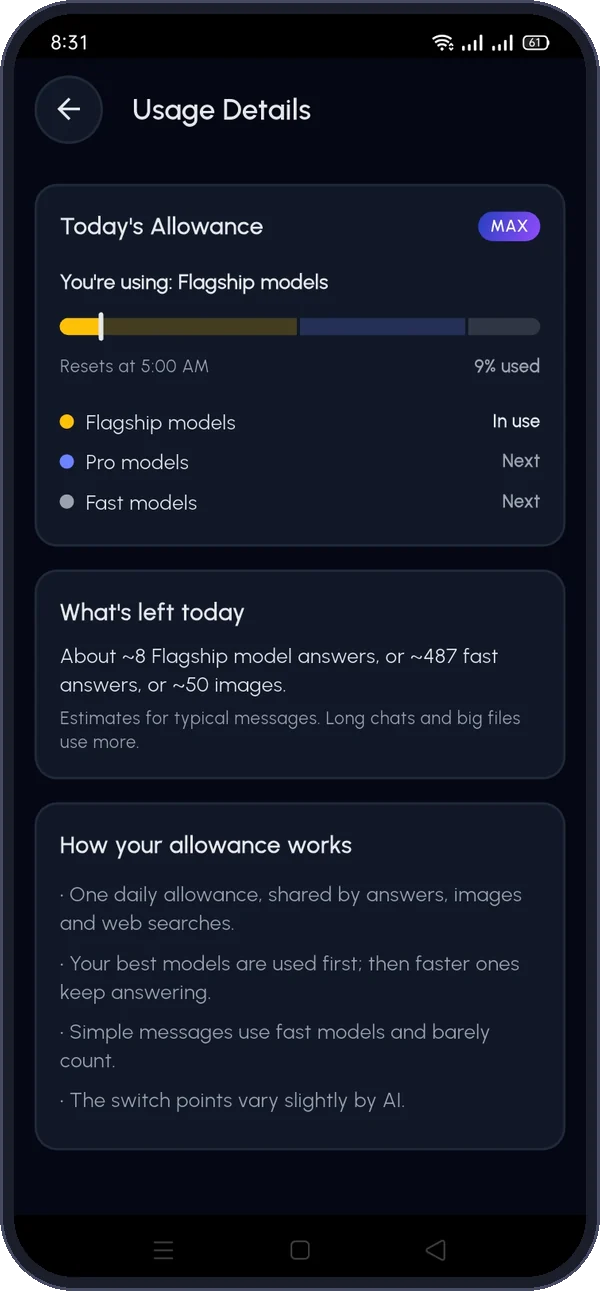 8:31
61
Usage Details
Today's Allowance
MAX
You're using: Flagship models
Resets at 5:00 AM
9% used
Flagship models
In use
Pro models
Next
Fast models
Next
What's left today
About ~8 Flagship model answers, or ~487 fast
answers, or ~50 images.
Estimates for typical messages. Long chats and big files
use more.
How your allowance works
· One daily allowance, shared by answers, images
and web searches.
· Your best models are used first; then faster ones
keep answering.
· Simple messages use fast models and barely
count.
· The switch points vary slightly by AI.